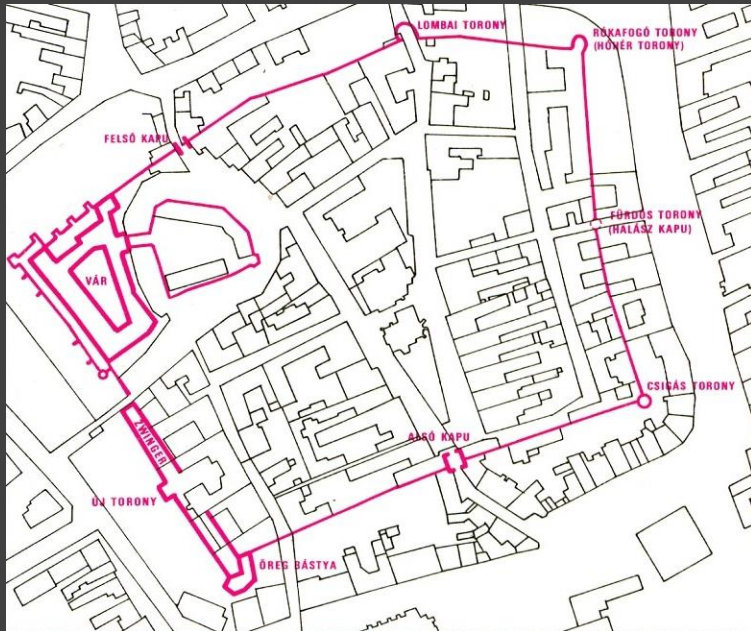 LOMBAI TORONY
RÓKAFOGÓ TORONY
(HÓHÉR TORONY)
FELSŐ KAPU
FÜRDŐS TORONY
(HALÁSZ KAPU)
VÁR
CSIGÁS TORONY
ALSÓ KAPU
ZWINGER
ÚJ TORONY
ÖREG BÁSTYA